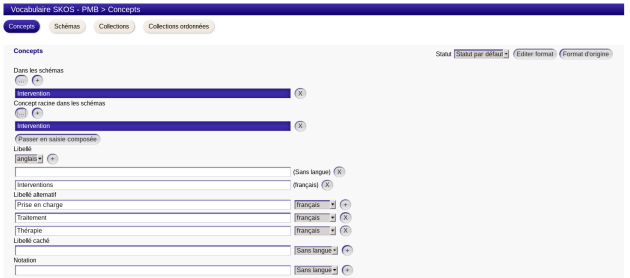 Vocabulaire SKOS - PMB > Concepts
Concepts Schémas Collections Collections ordonnées
Concepts
Statut Statut par défaut Editer format Format d'origine
Dans les schémas
... +
Intervention X
Concept racine dans les schémas
... +
Intervention X
Passer en saisie composée
Libellé
anglais +
(Sans langue) X
Interventions (français) X
Libellé alternatif
Prise en charge français +
Traitement français X
Thérapie français X
Libellé caché
Sans langue +
Notation
Sans langue +